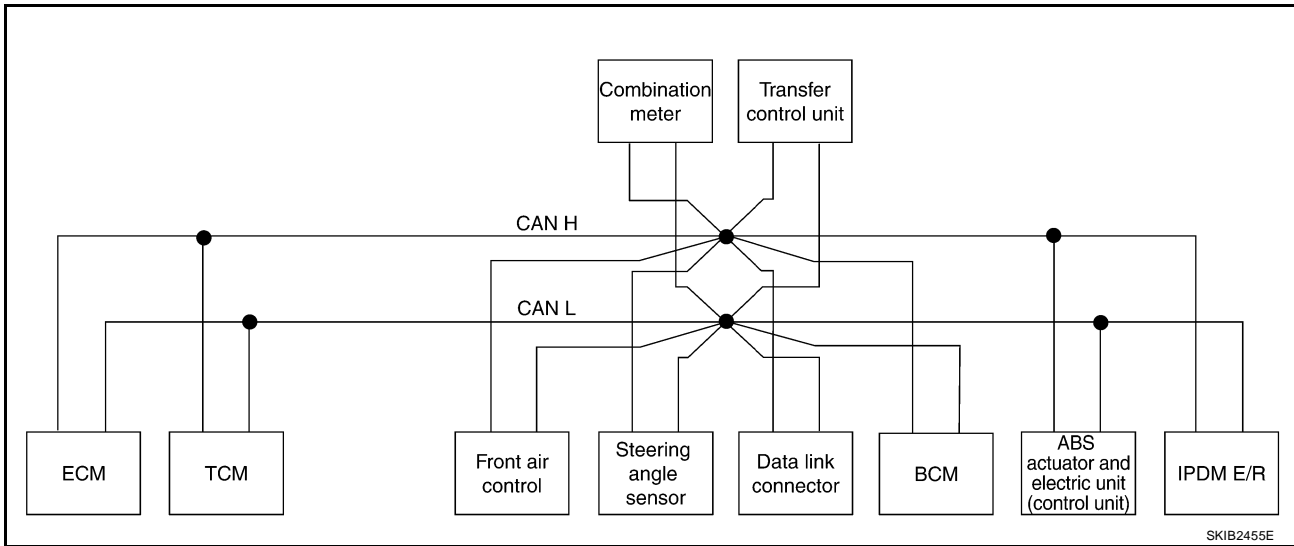 Combination
meter
Transfer
control unit
CAN H
CAN L
ECM
TCM
Front air
control
Steering
angle
sensor
Data link
connector
BCM
ABS
actuator and
electric unit
(control unit)
IPDM E/R
SKIB2455E